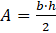 A = b·h/2